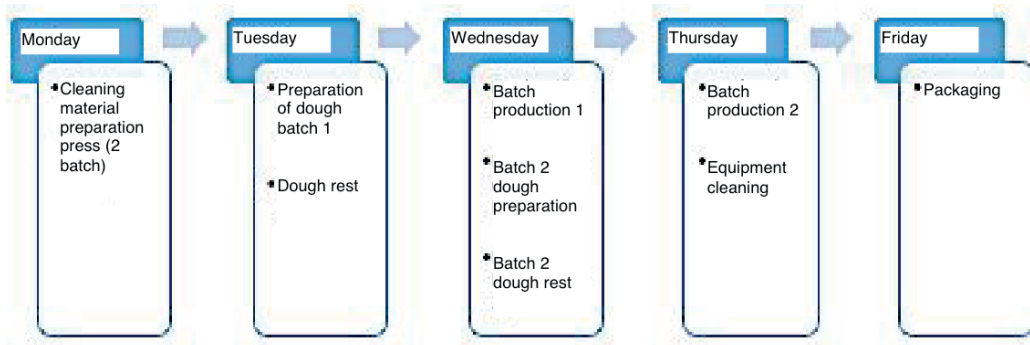 Monday
Cleaning
material
preparation
press (2
batch)
Tuesday
Preparation
of dough
batch 1
Dough rest
Wednesday
Batch
production 1
Batch 2
dough
preparation
Batch 2
dough rest
Thursday
Batch
production 2
Equipment
cleaning
Friday
Packaging